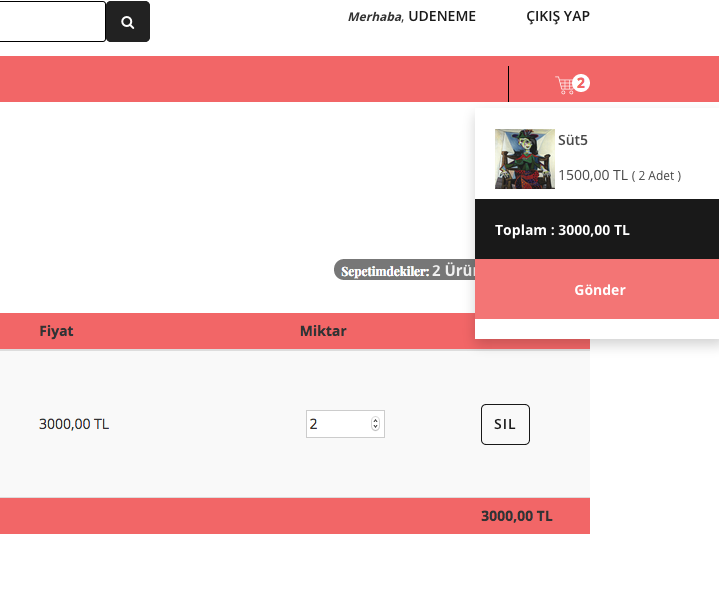 Merhaba, UDENEME ÇIKIŞ YAP
2
Süt5
1500,00 TL ( 2 Adet )
Toplam : 3000,00 TL
Sepetimdekiler: 2 Ürü
Gönder
Fiyat Miktar
3000,00 TL 2 SIL
3000,00 TL